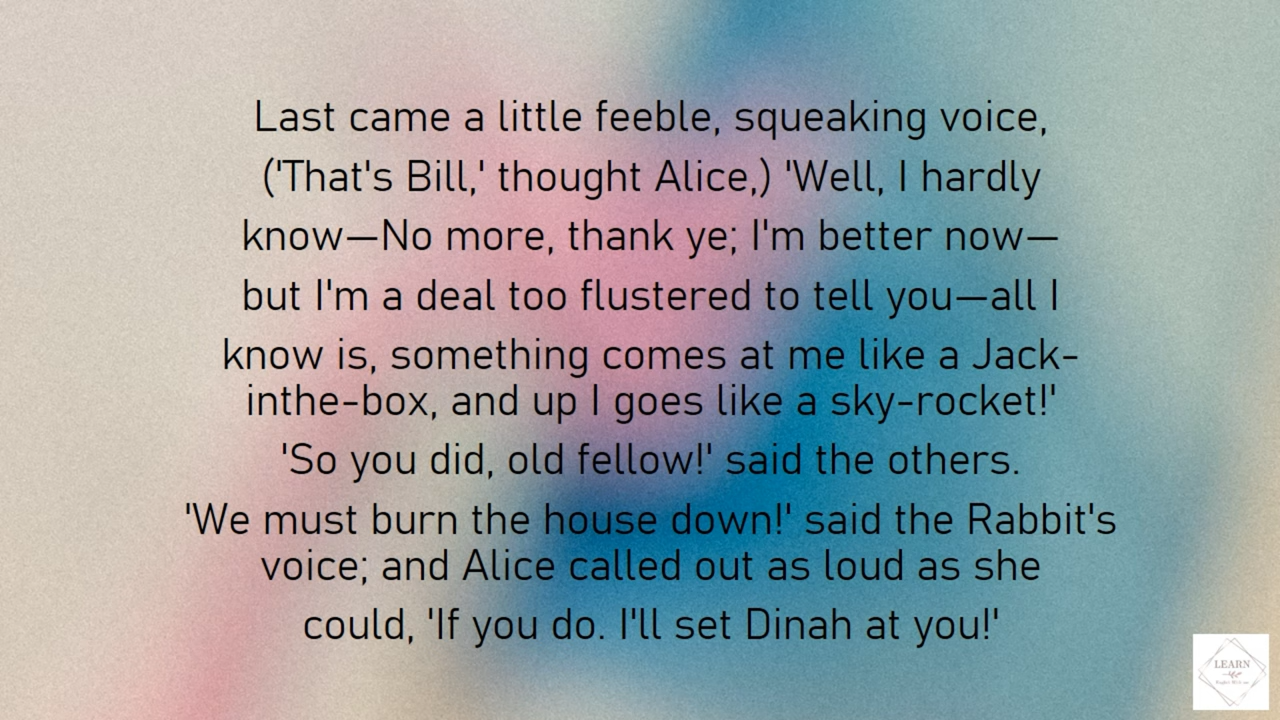 Last came a little feeble, squeaking voice,
('That's Bill,' thought Alice,) 'Well, I hardly
know—No more, thank ye; I'm better now—
but I'm a deal too flustered to tell you—all I
know is, something comes at me like a Jack-
inthe-box, and up I goes like a sky-rocket!'
'So you did, old fellow!' said the others.
'We must burn the house down!' said the Rabbit's
voice; and Alice called out as loud as she
could, 'If you do. I'll set Dinah at you!'
LEARN